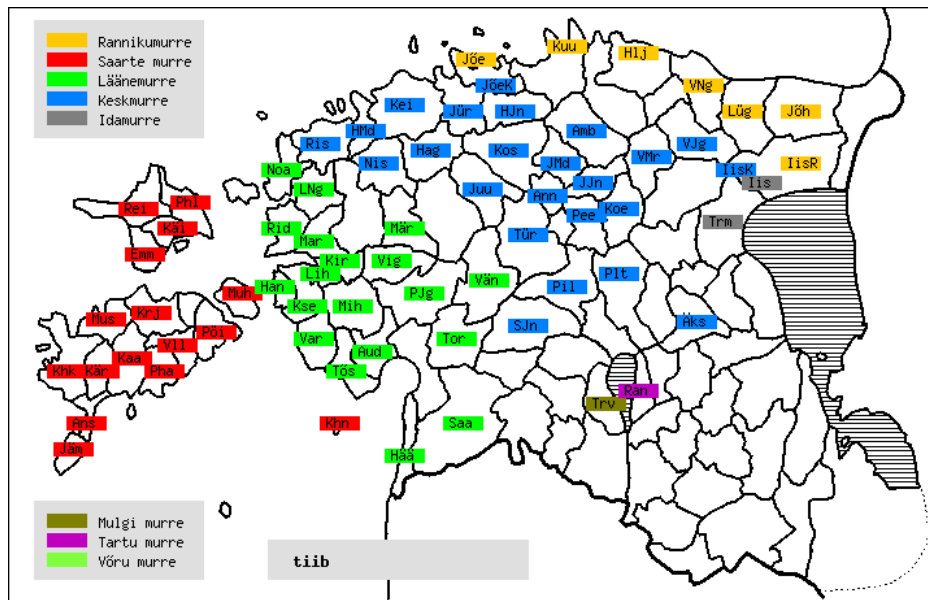 Rannikumurre
Saarte murre
Läänemurre
Keskmurre
Idamurre
Kuu
Hlj
Jõe
JõeK
VNg
Kei
Jür
HJn
Lüg
Jõh
HMd
Amb
Ris
Hag
Kos
VJg
VMr
Nis
JMd
IisK
IisR
Noa
LNg
Juu
JJn
Iis
Ann
Rei
Phl
Pee
Koe
Trm
Käi
Rid
Mar
Mär
Tür
Emm
Kir
Vig
Lih
Vän
Pil
Plt
Muh
Han
PJg
Kse
Mih
Mus
Krj
SJn
Äks
Pöi
Vll
Var
Tor
Kaa
Aud
Khk
Kär
Pha
Tõs
Ran
Trv
Ans
Khn
Saa
Jäm
Hää
Mulgi murre
Tartu murre
Võru murre
tiib